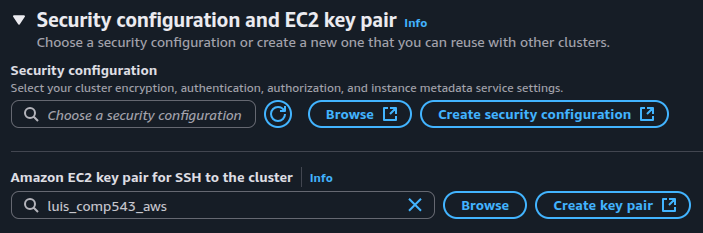 Security configuration and EC2 key pair Info
Choose a security configuration or create a new one that you can reuse with other clusters.
Security configuration
Select your cluster encryption, authentication, authorization, and instance metadata service settings.
Choose a security configuration Browse Create security configuration
Amazon EC2 key pair for SSH to the cluster Info
luis_comp543_aws Browse Create key pair